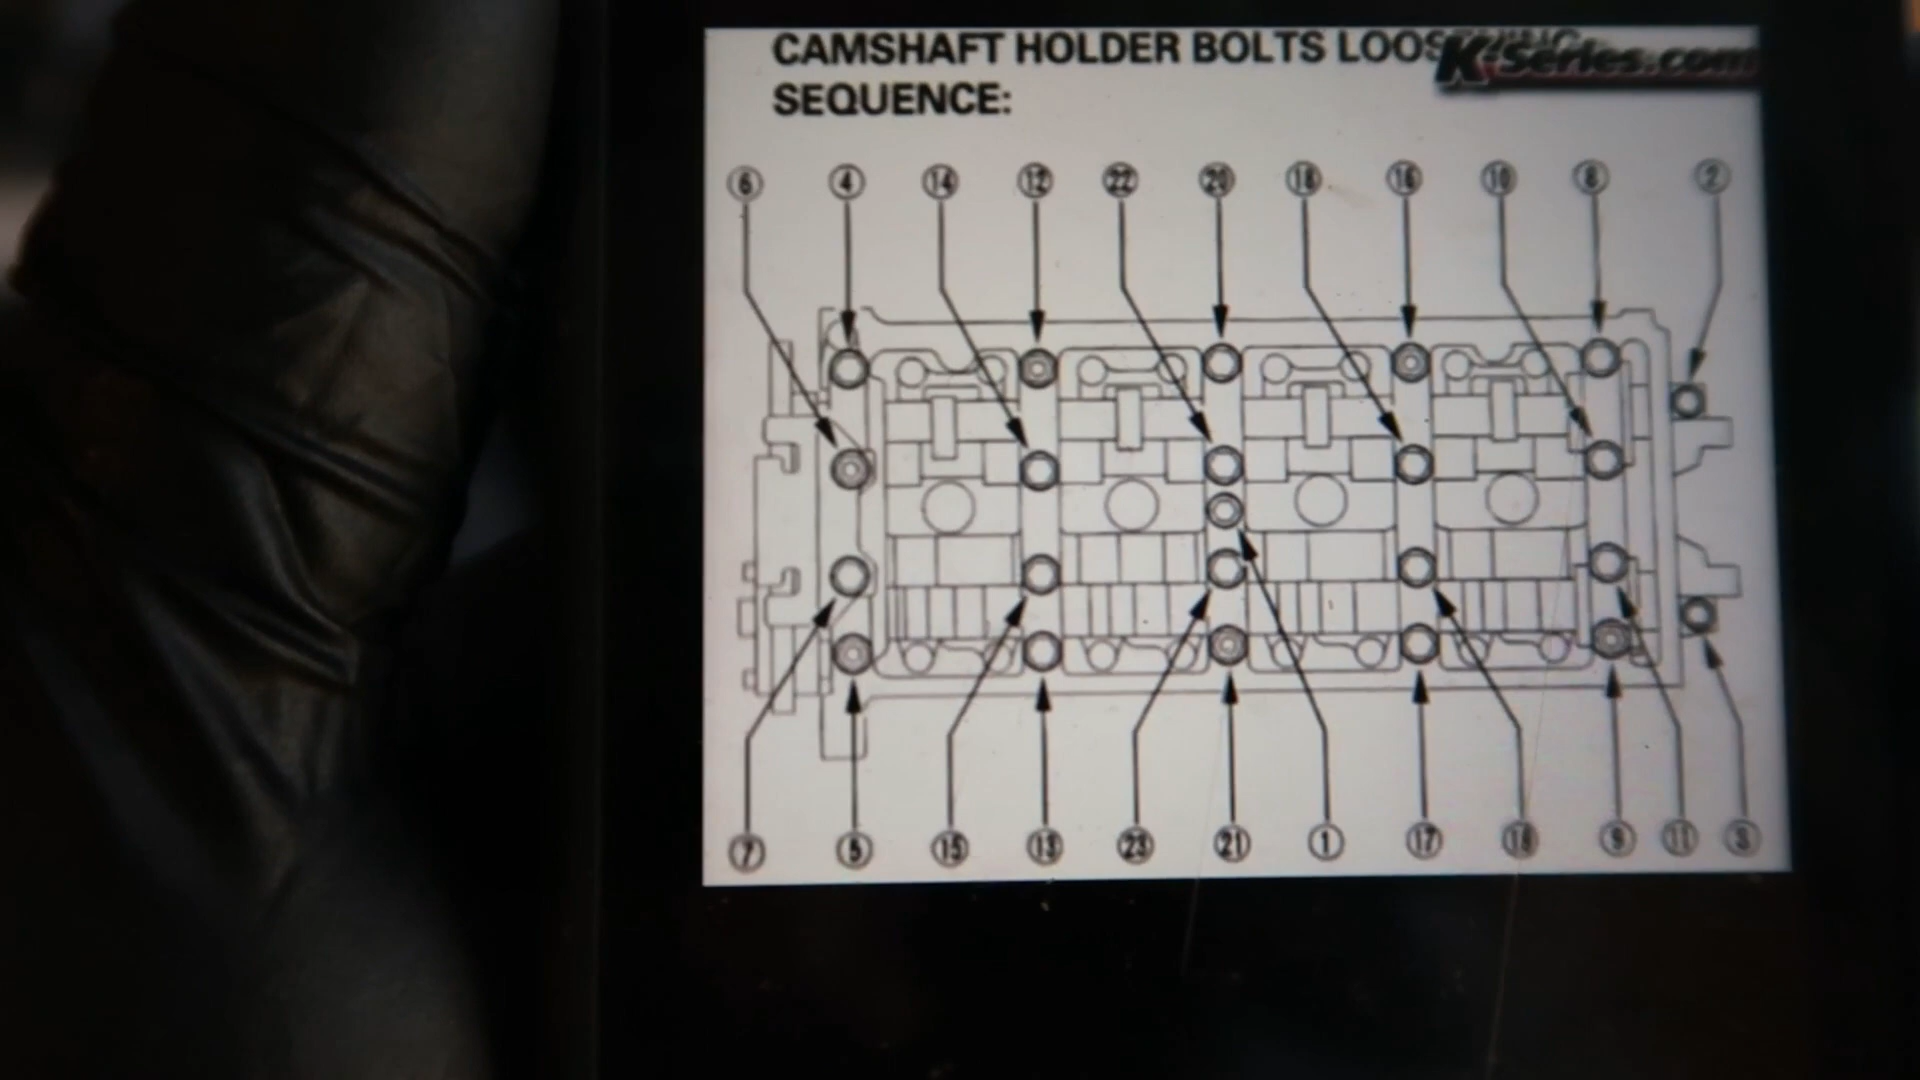 CAMSHAFT HOLDER BOLTS
K-Series.com
SEQUENCE:
6 4 14 12 22 20 18 16 10 8 2
7 5 15 13 23 21 1 17 19 9 11 3